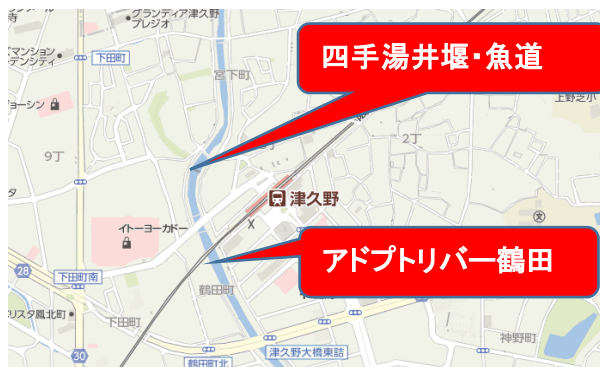 グランディア津久野
プレジオ
下田町
宮下町
四手湯井堰・魚道
マンション
ーデンシティ
ジョーシン
上野芝小
9丁
2丁
津久野
イトーヨーカドー
文
X
アドプトリバー鶴田
28
下田町南
鶴田町
リスタ鳳北町
下田町
神野町
30
鶴田町北
津久野大橋東詰